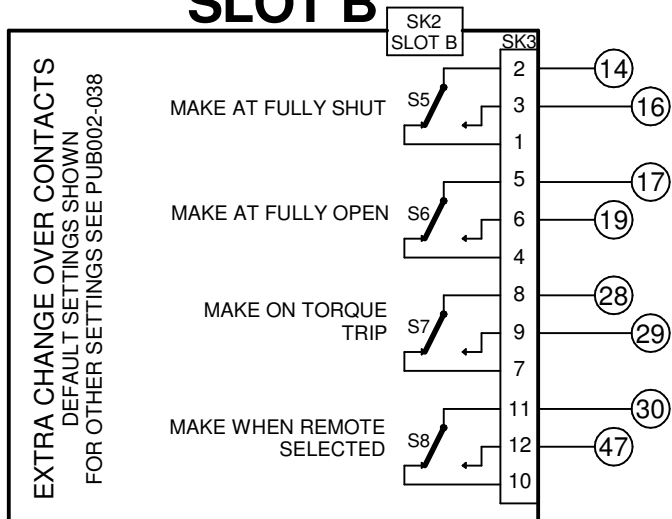 SLOT B
SK2
SLOT B
SK3
EXTRA CHANGE OVER CONTACTS
DEFAULT SETTINGS SHOWN
FOR OTHER SETTINGS SEE PUB002-038
MAKE AT FULLY SHUT
S5
2
14
3
16
1
MAKE AT FULLY OPEN
S6
5
17
6
19
4
MAKE ON TORQUE
TRIP
S7
8
28
9
29
7
MAKE WHEN REMOTE
SELECTED
S8
11
30
12
47
10